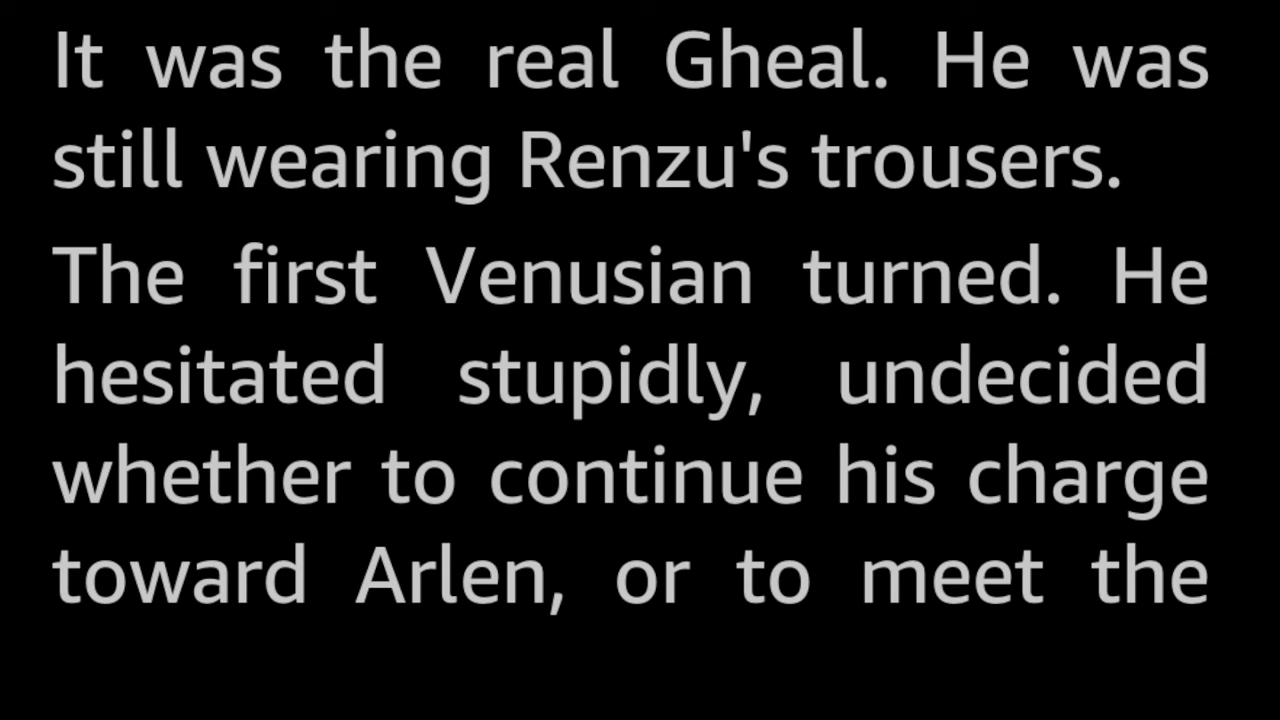 It was the real Gheal. He was
still wearing Renzu's trousers.
The first Venusian turned. He
hesitated stupidly, undecided
whether to continue his charge
toward Arlen, or to meet the